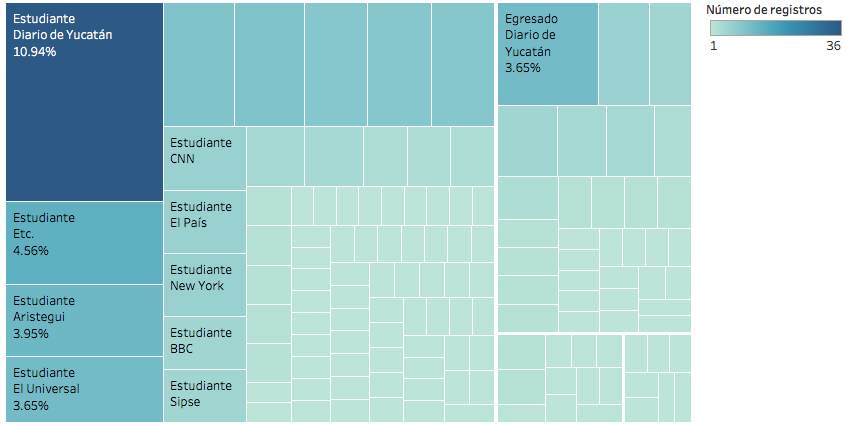 Estudiante
Diario de Yucatán
10.94%
Estudiante
Etc.
4.56%
Estudiante
Aristegui
3.95%
Estudiante
El Universal
3.65%
Estudiante
CNN
Estudiante
El País
Estudiante
New York
Estudiante
BBC
Estudiante
Sipse
Egresado
Diario de
Yucatán
3.65%
Número de registros
1 36